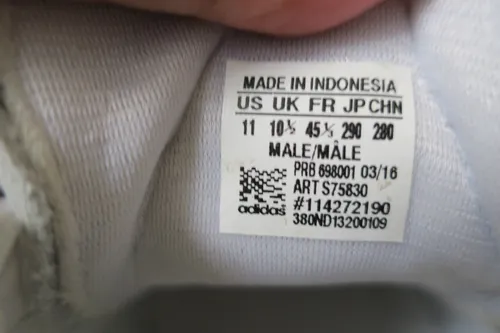 MADE IN INDONESIA
US UK FR JP CHN
11 10½ 45⅓ 290 280
MALE/MÂLE
PRB 698001 03/16
ART S75830
#114272190
adidas
380ND13200109